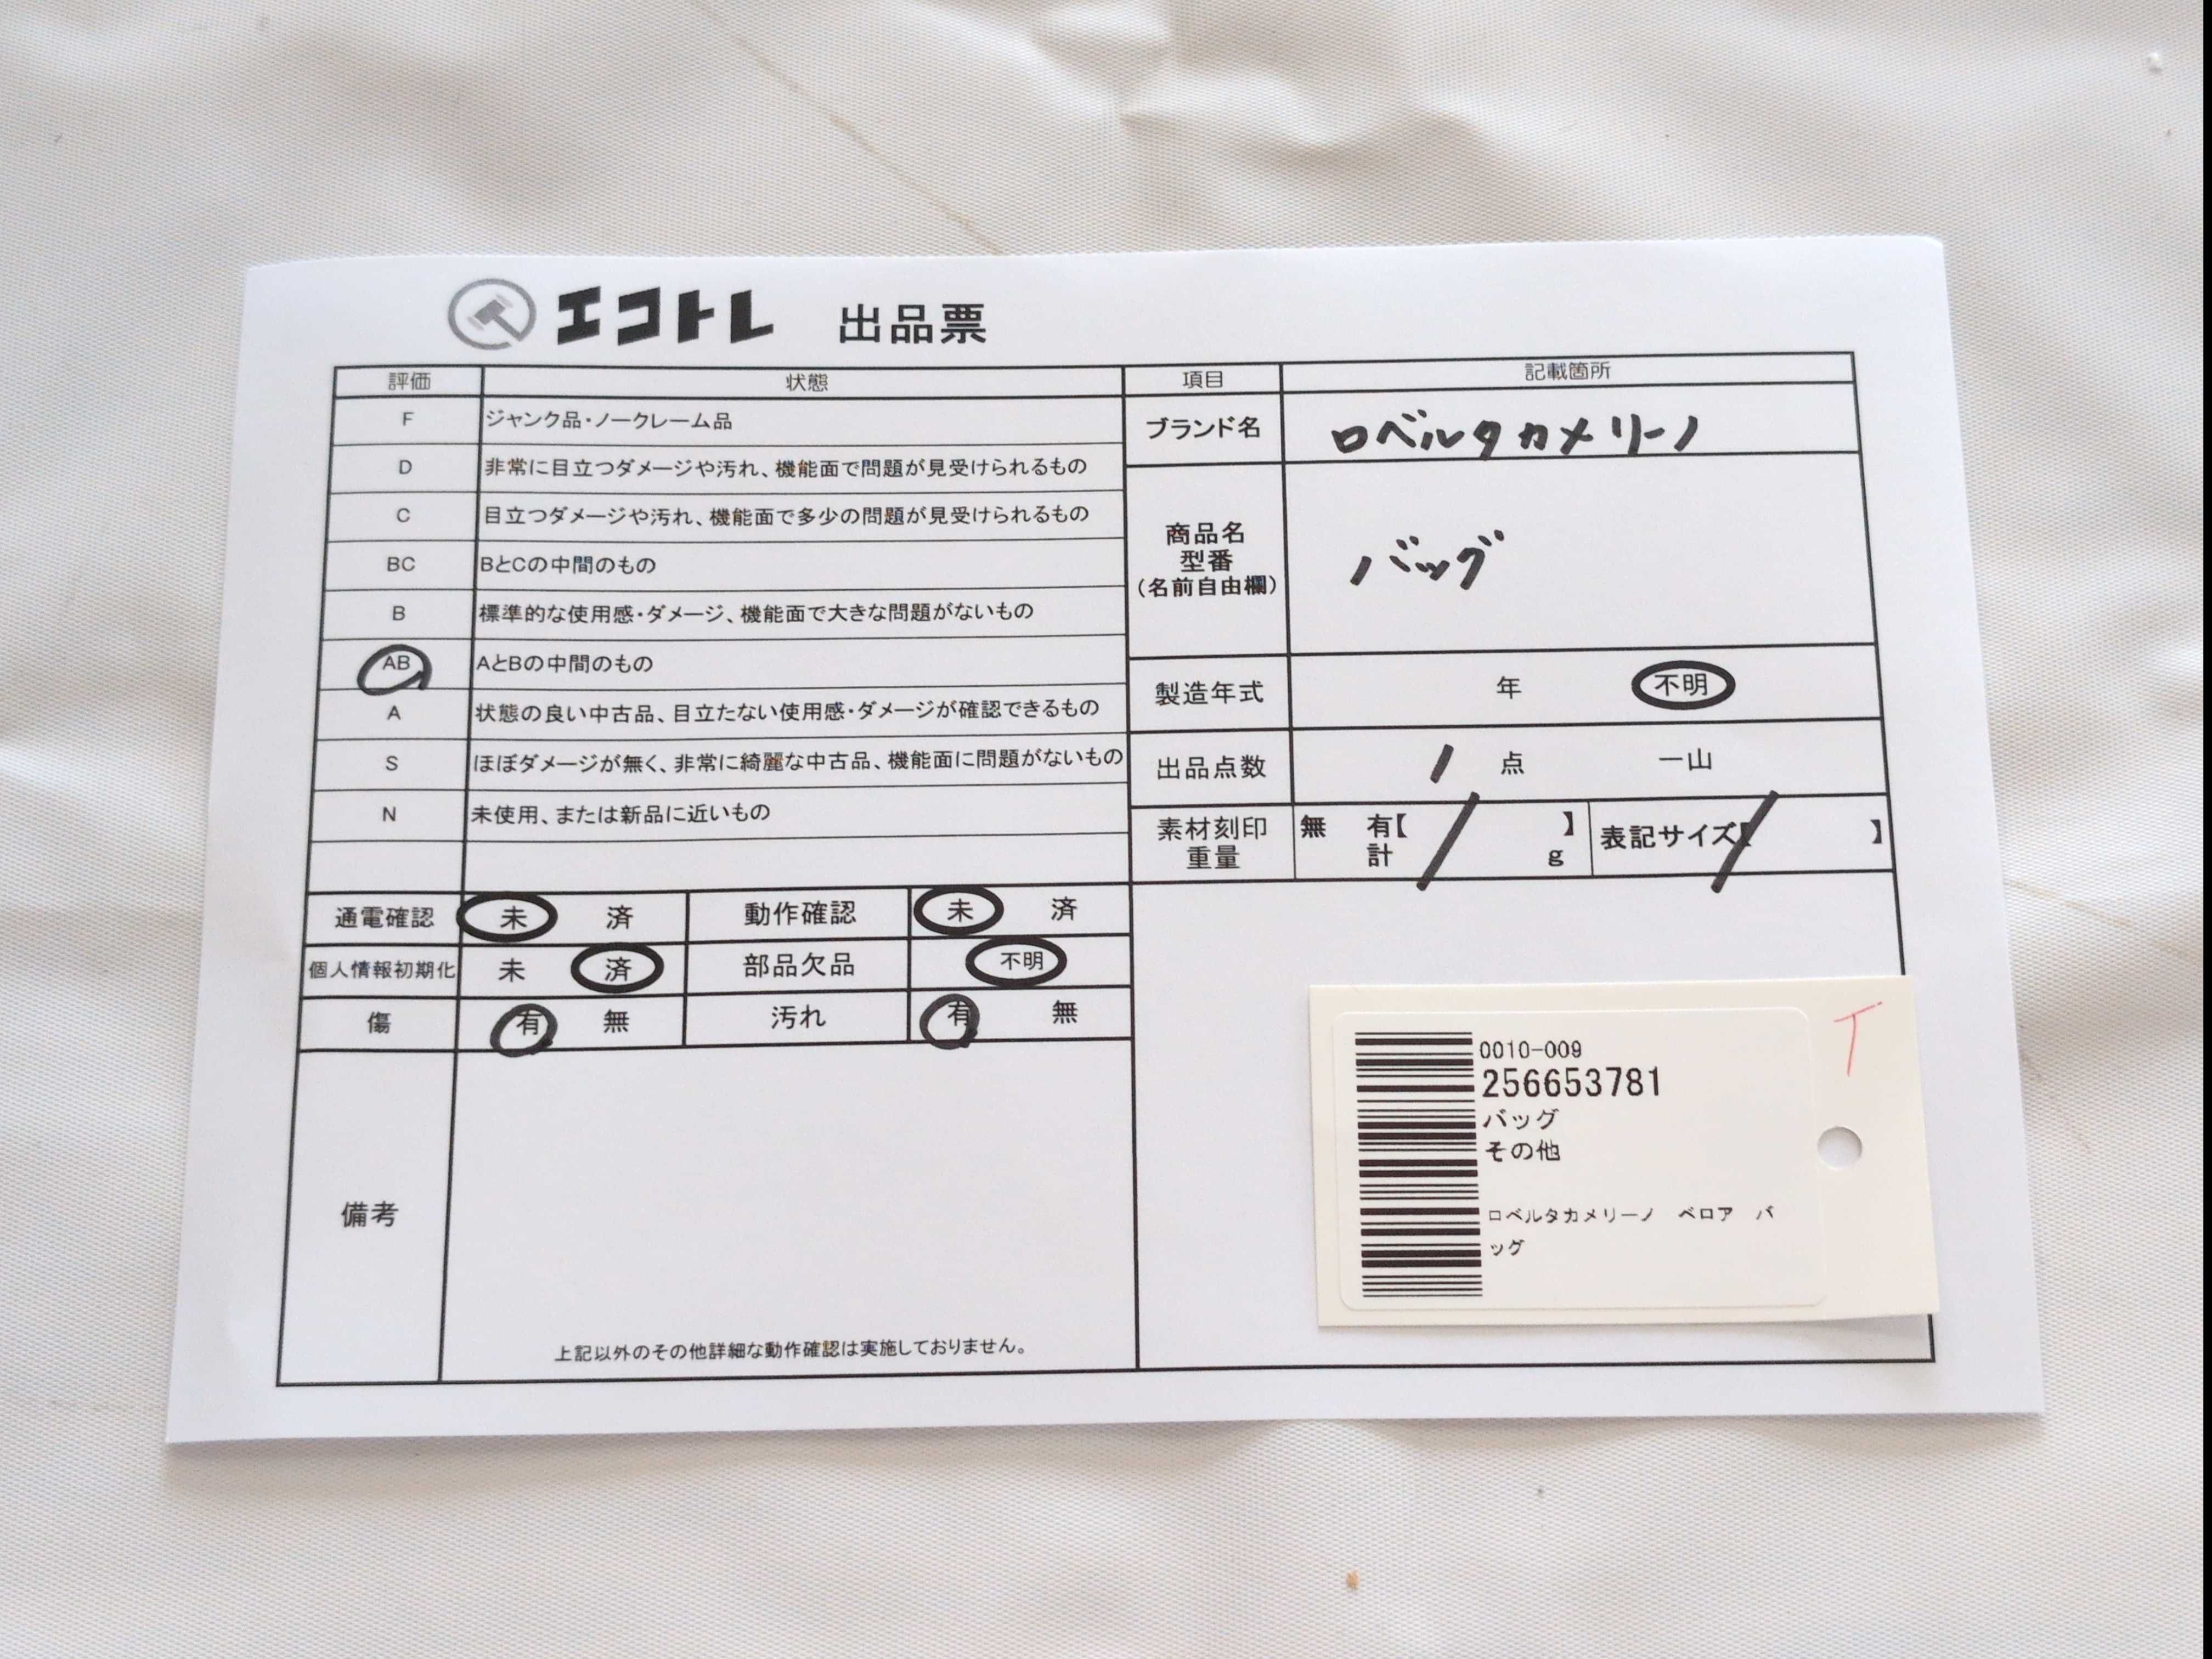 エコトレ 出品票
評価 状態
F ジャンク品・ノークレーム品
D 非常に目立つダメージや汚れ、機能面で問題が見受けられるもの
C 目立つダメージや汚れ、機能面で多少の問題が見受けられるもの
BC BとCの中間のもの
B 標準的な使用感・ダメージ、機能面で大きな問題がないもの
AB AとBの中間のもの
A 状態の良い中古品、目立たない使用感・ダメージが確認できるもの
S ほぼダメージが無く、非常に綺麗な中古品、機能面に問題がないもの
N 未使用、または新品に近いもの
通電確認 未 済 動作確認 未 済
個人情報初期化 未 済 部品欠品 不明
傷 有 無 汚れ 有 無
備考
上記以外のその他詳細な動作確認は実施しておりません。
項目 記載箇所
ブランド名 ロベルタカメリーノ
商品名
型番
(名前自由欄)
バッグ
製造年式 年 不明
出品点数 1 点 一山
素材刻印 無 有【 】 表記サイズ【 】
重量 計 g
T
0010-009
256653781
バッグ
その他
ロベルタカメリーノ ベロア バ
ッグ